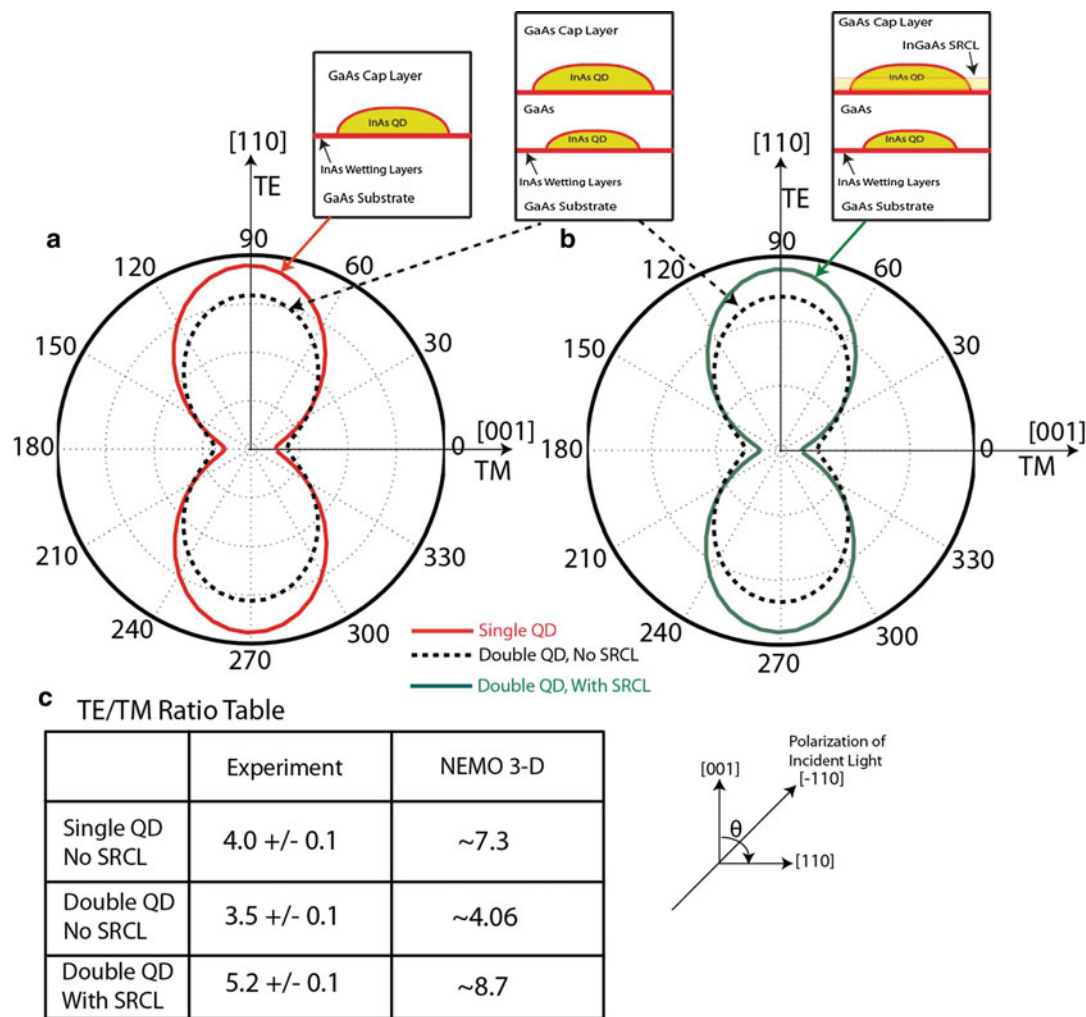 GaAs Cap Layer
InAs QD
InAs Wetting Layers
GaAs Substrate
GaAs Cap Layer
InAs QD
GaAs
InAs QD
InAs Wetting Layers
GaAs Substrate
GaAs Cap Layer
InGaAs SRCL
InAs QD
GaAs
InAs QD
InAs Wetting Layers
GaAs Substrate
a
[110]
TE
90
120
60
150
30
180
0
[001]
TM
210
330
240
300
270
b
[110]
TE
90
120
60
150
30
180
0
[001]
TM
210
330
240
300
270
Single QD
Double QD, No SRCL
Double QD, With SRCL
c TE/TM Ratio Table
Experiment NEMO 3-D
Single QD
No SRCL
4.0 +/- 0.1 ~7.3
Double QD
No SRCL
3.5 +/- 0.1 ~4.06
Double QD
With SRCL
5.2 +/- 0.1 ~8.7
Polarization of
Incident Light
[-110]
[001]
θ
[110]